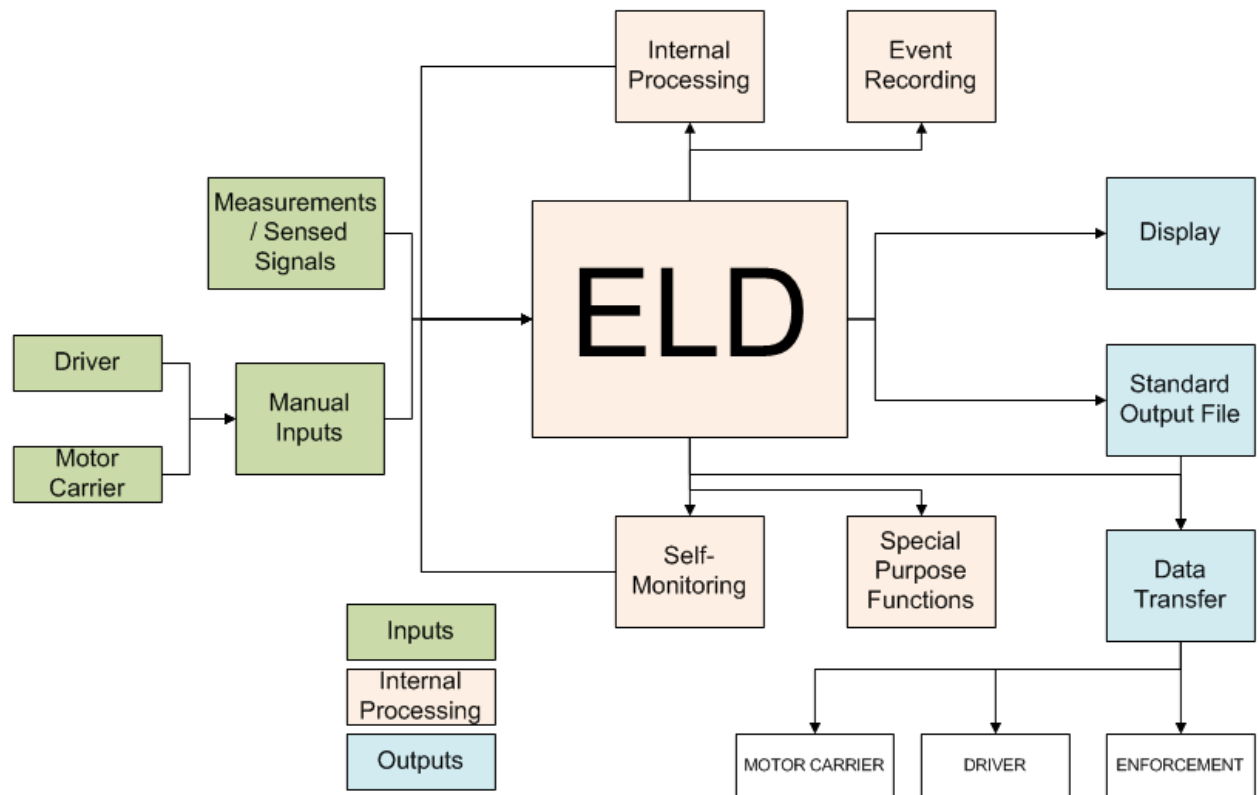 Internal
Processing
Event
Recording
Measurements
/ Sensed
Signals
ELD
Display
Driver
Manual
Inputs
Motor
Carrier
Standard
Output File
Self-
Monitoring
Special
Purpose
Functions
Data
Transfer
Inputs
Internal
Processing
Outputs
MOTOR CARRIER
DRIVER
ENFORCEMENT